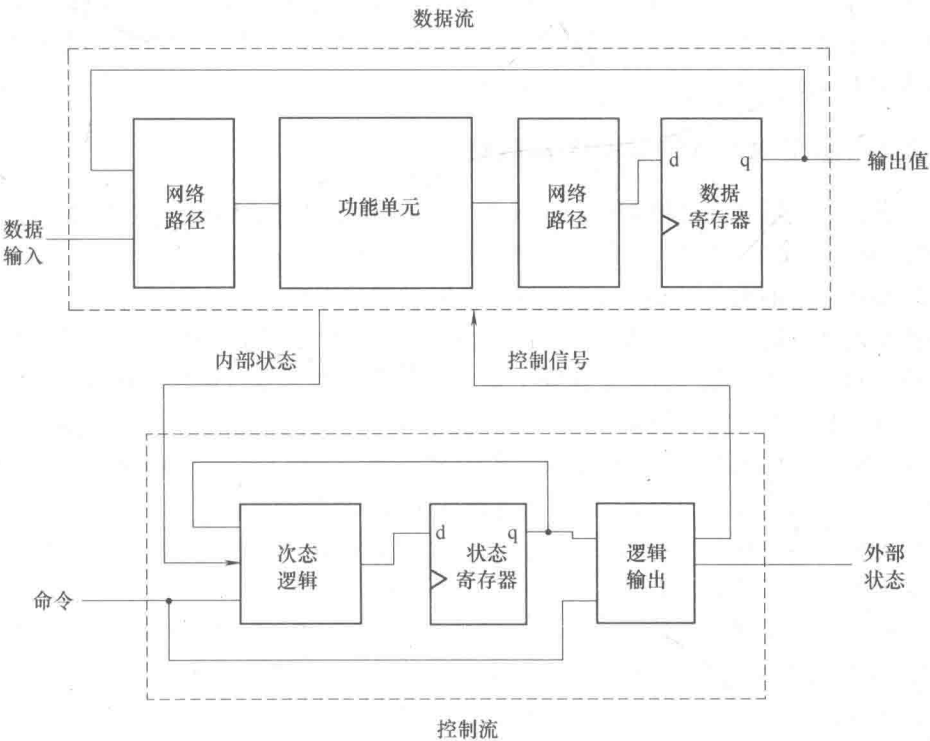 数据流
网络
路径
功能单元
网络
路径
d
q
数据
寄存器
输出值
数据
输入
内部状态
控制信号
次态
逻辑
d
q
状态
寄存器
逻辑
输出
外部
状态
命令
控制流